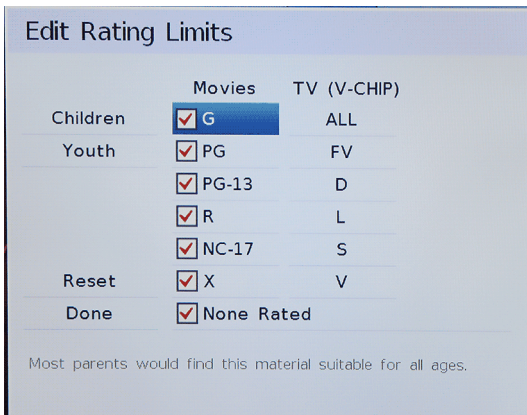 Edit Rating Limits
Movies TV (V-CHIP)
Children G ALL
Youth PG FV
PG-13 D
R L
NC-17 S
Reset X V
Done None Rated
Most parents would find this material suitable for all ages.